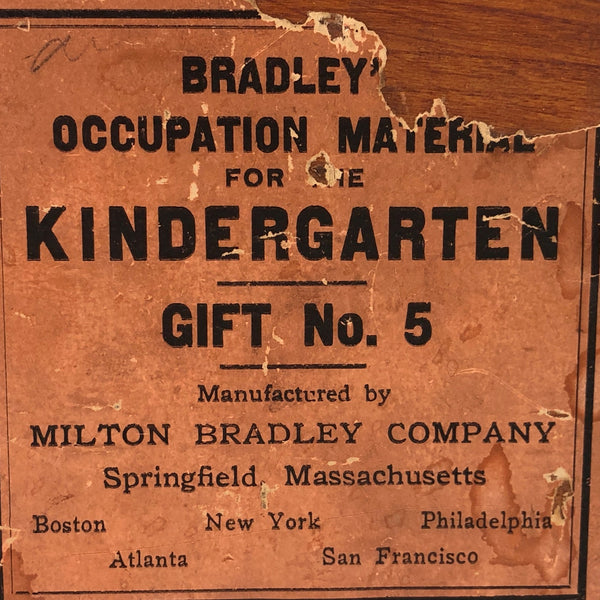 BRADLEY'
OCCUPATION MATERIAL
FOR THE
KINDERGARTEN
GIFT No. 5
Manufactured by
MILTON BRADLEY COMPANY
Springfield, Massachusetts
Boston New York Philadelphia
Atlanta San Francisco